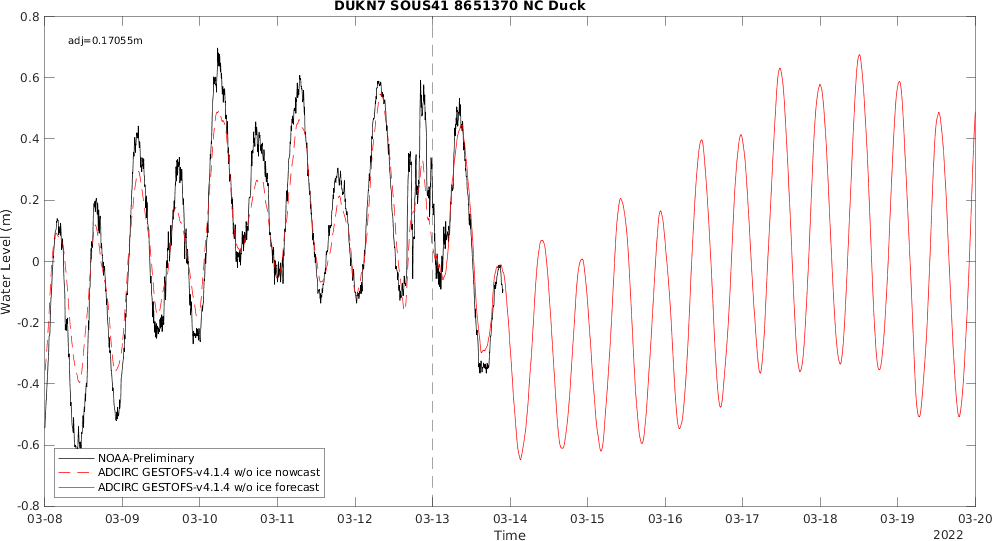 DUKN7 SOUS41 8651370 NC Duck
adj=0.17055m
Water Level (m)
0.8
0.6
0.4
0.2
0
-0.2
-0.4
-0.6
-0.8
NOAA-Preliminary
ADCIRC GESTOFS-v4.1.4 w/o ice nowcast
ADCIRC GESTOFS-v4.1.4 w/o ice forecast
03-08 03-09 03-10 03-11 03-12 03-13 03-14 03-15 03-16 03-17 03-18 03-19 03-20
Time
2022